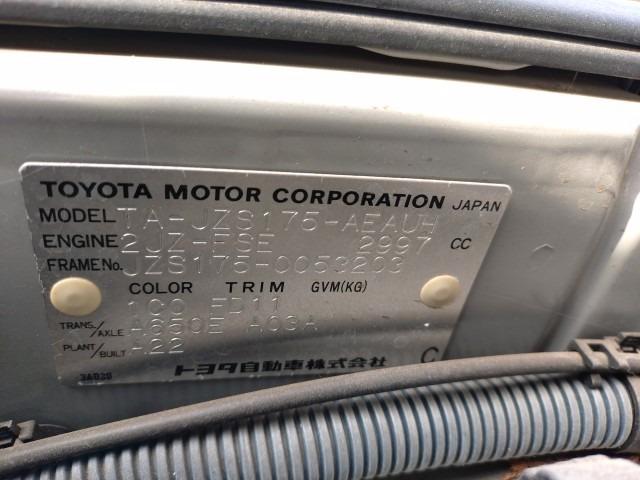 TOYOTA MOTOR CORPORATION JAPAN
MODEL TA-JZS175-AEAUH
ENGINE 2JZ-FSE 2997 CC
FRAME No. JZS175-0053203
COLOR TRIM GVM(KG)
1C0 FD11
TRANS./AXLE A650E A03A
PLANT/BUILT A22
トヨタ自動車株式会社 C